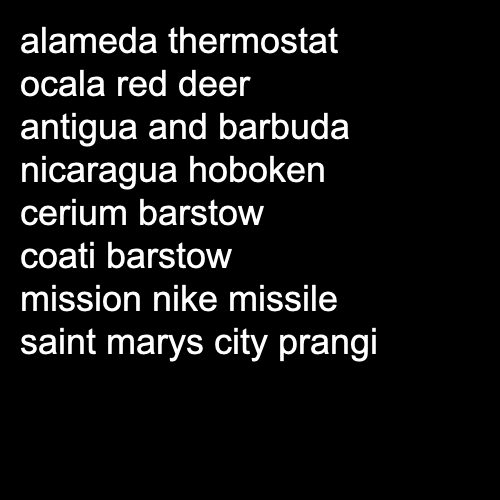 alameda thermostat
ocala red deer
antigua and barbuda
nicaragua hoboken
cerium barstow
coati barstow
mission nike missile
saint marys city prangi